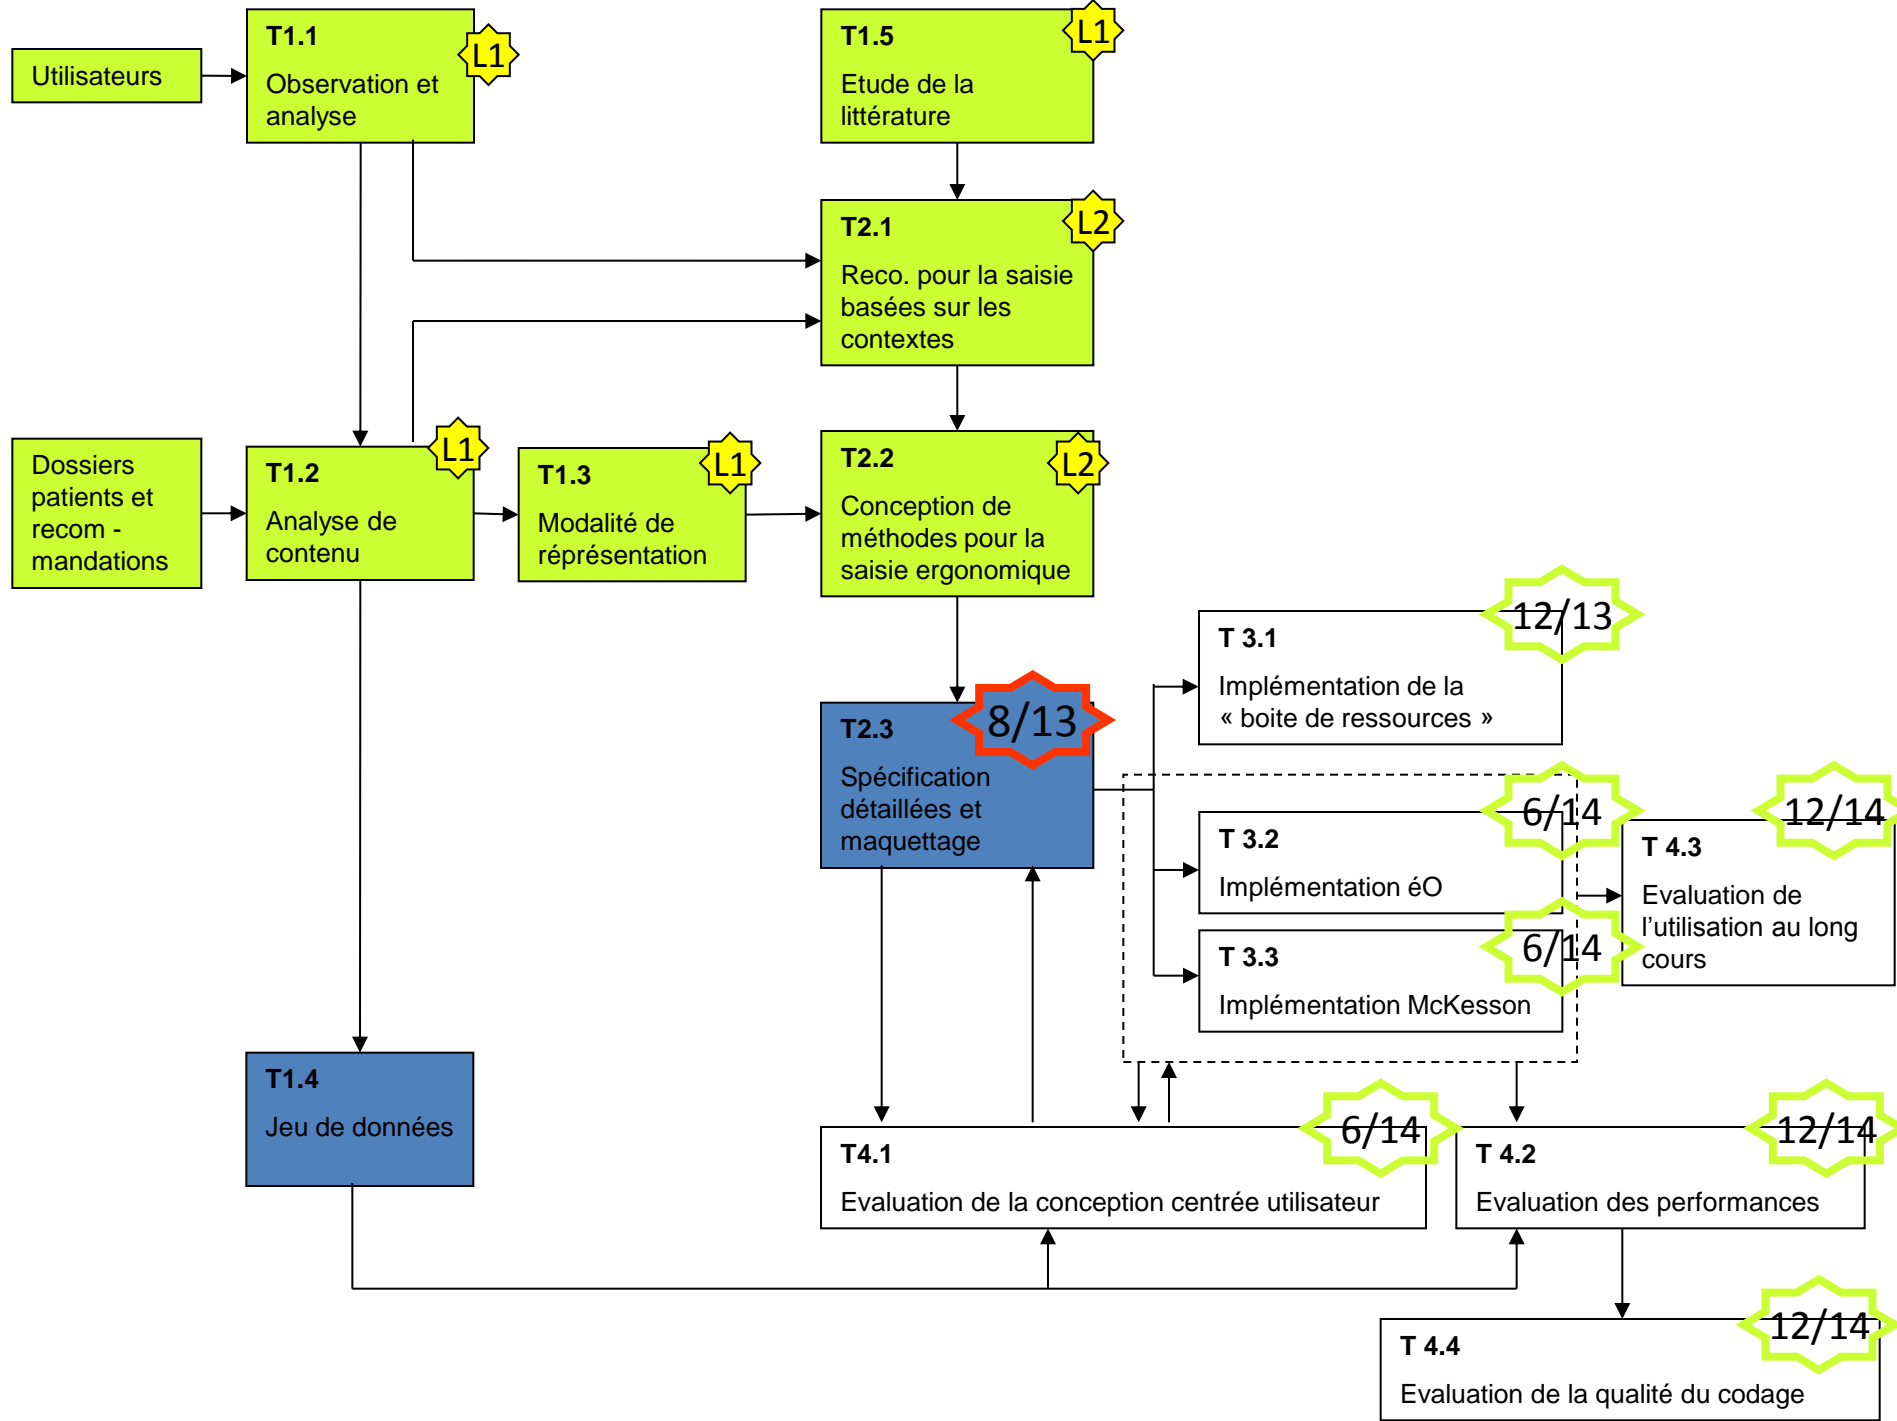 Utilisateurs
T1.1
L1
Observation et
analyse
T1.5
L1
Etude de la
littérature
T2.1
L2
Reco. pour la saisie
basées sur les
contextes
Dossiers
patients et
recom -
mandations
T1.2
L1
Analyse de
contenu
T1.3
L1
Modalité de
réprésentation
T2.2
L2
Conception de
méthodes pour la
saisie ergonomique
T2.3
8/13
Spécification
détaillées et
maquettage
T 3.1
12/13
Implémentation de la
« boite de ressources »
T 3.2
6/14
Implémentation éO
T 3.3
6/14
Implémentation McKesson
T 4.3
12/14
Evaluation de
l’utilisation au long
cours
T1.4
Jeu de données
T4.1
6/14
Evaluation de la conception centrée utilisateur
T 4.2
12/14
Evaluation des performances
T 4.4
12/14
Evaluation de la qualité du codage